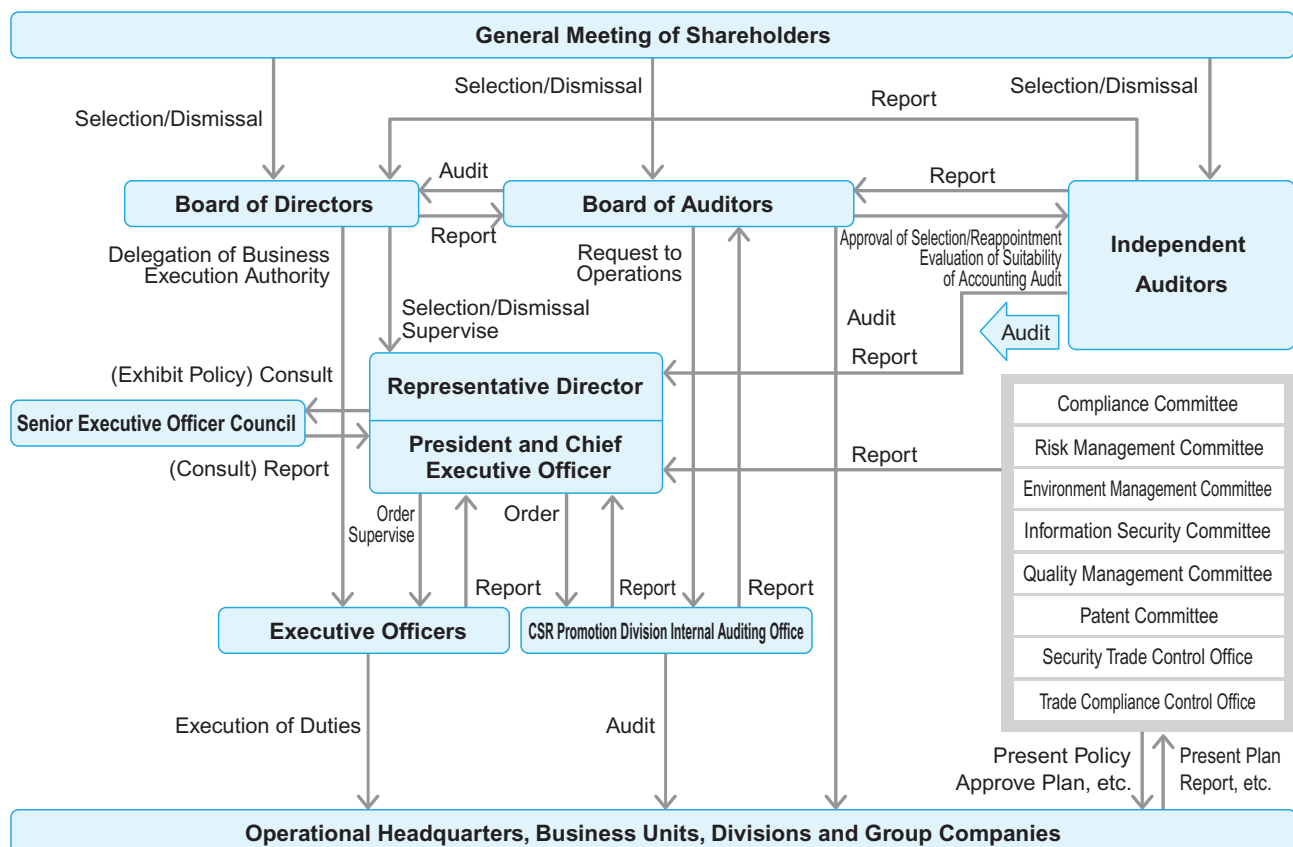 General Meeting of Shareholders
Selection/Dismissal
Selection/Dismissal
Selection/Dismissal
Report
Audit
Report
Board of Directors
Board of Auditors
Independent
Auditors
Report
Approval of Selection/Reappointment
Evaluation of Suitability
of Accounting Audit
Delegation of Business
Execution Authority
Request to
Operations
Selection/Dismissal
Supervise
Audit
Audit
Report
(Exhibit Policy) Consult
Representative Director
Senior Executive Officer Council
President and Chief
Executive Officer
(Consult) Report
Report
Compliance Committee
Risk Management Committee
Environment Management Committee
Information Security Committee
Quality Management Committee
Patent Committee
Security Trade Control Office
Trade Compliance Control Office
Order
Supervise
Order
Report
Report
Report
Executive Officers
CSR Promotion Division Internal Auditing Office
Execution of Duties
Audit
Present Policy
Approve Plan, etc.
Present Plan
Report, etc.
Operational Headquarters, Business Units, Divisions and Group Companies